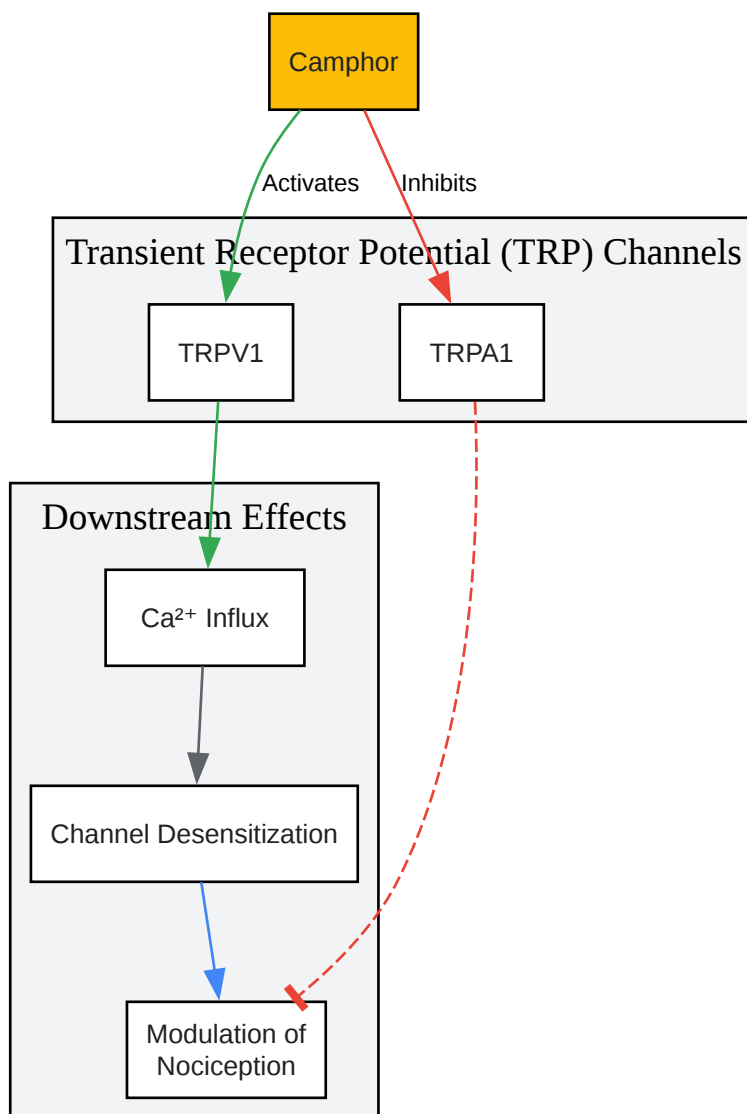 Camphor
Activates
Inhibits
Transient Receptor Potential (TRP) Channels
TRPV1
TRPA1
Downstream Effects
Ca²⁺ Influx
Channel Desensitization
Modulation of
Nociception